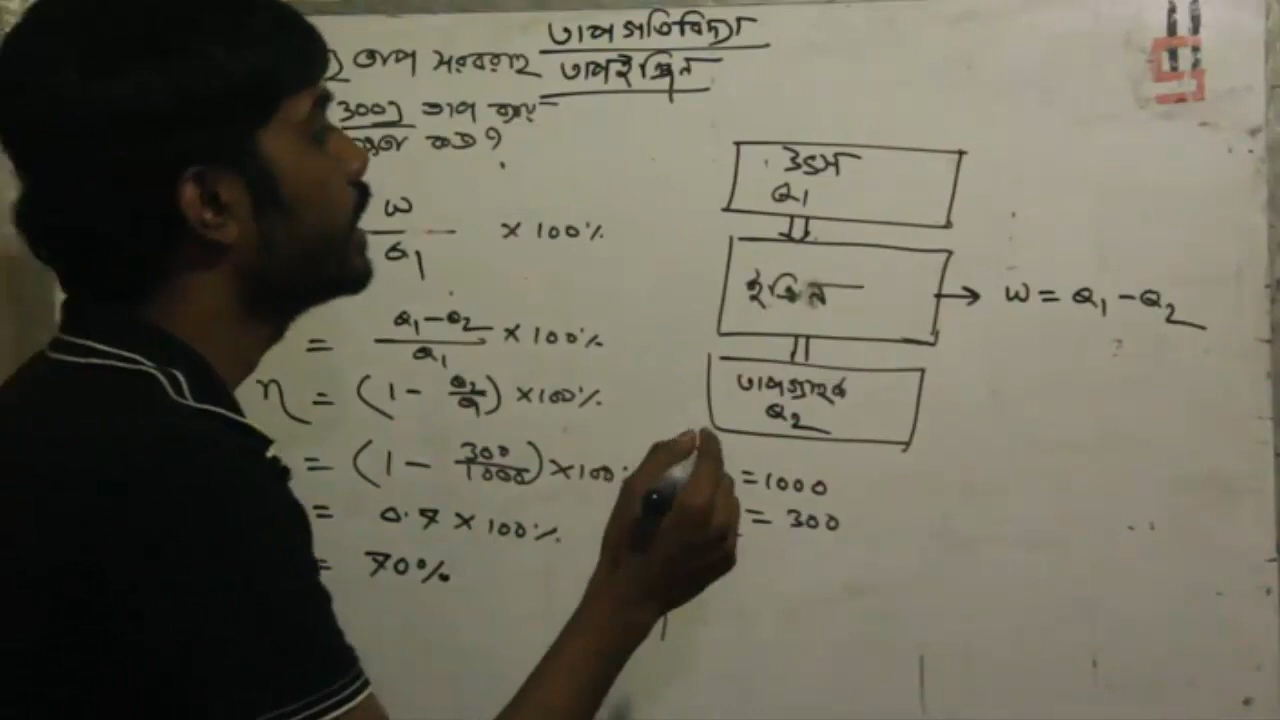 তাপগতিবিদ্যা
তাপইঞ্জিন
তাপ সরবরাহ
300J তাপ
কত?
W
Q₁
× 100%
= Q₁-Q₂/Q₁ × 100%
η = (1 - Q₂/Q₁) × 100%
= (1 - 300/1000) × 100
= 0.7 × 100%
= 70%
উৎস
Q₁
ইঞ্জিন
→ W = Q₁ - Q₂
তাপগ্রাহক
Q₂
= 1000
= 300